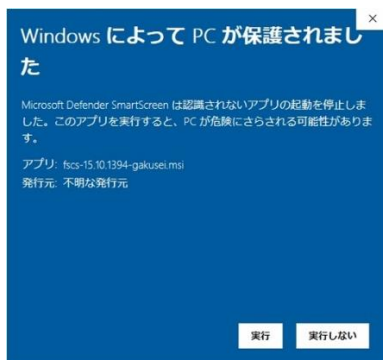 Windows によって PC が保護されまし
た
Microsoft Defender SmartScreen は認識されないアプリの起動を停止しま
した。このアプリを実行すると、PC が危険にさらされる可能性がありま
す。
アプリ: fscs-15.10.1394-gakusei.msi
発行元: 不明な発行元
実行 実行しない